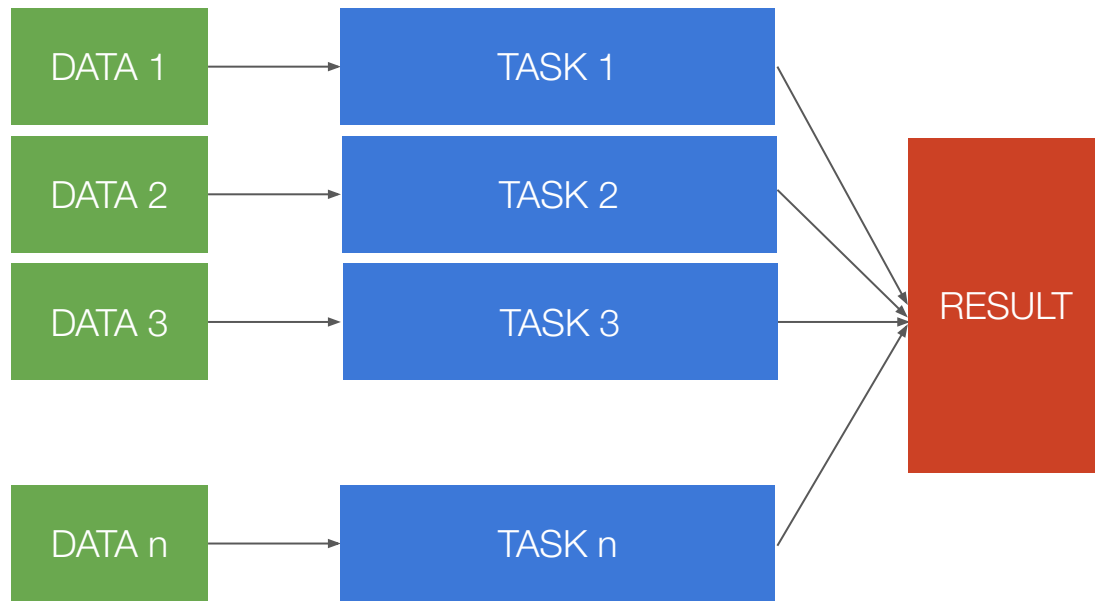 DATA 1
TASK 1
DATA 2
TASK 2
DATA 3
TASK 3
RESULT
DATA n
TASK n